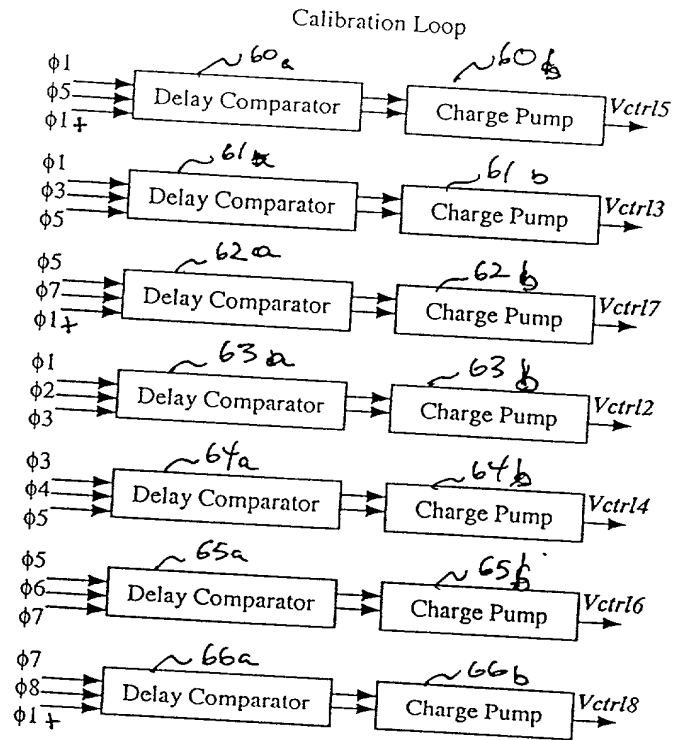 Calibration Loop
60a
60b
ϕ1
ϕ5
ϕ1+
Delay Comparator
Charge Pump
Vctrl5
61a
61b
ϕ1
ϕ3
ϕ5
Delay Comparator
Charge Pump
Vctrl3
62a
62b
ϕ5
ϕ7
ϕ1+
Delay Comparator
Charge Pump
Vctrl7
63a
63b
ϕ1
ϕ2
ϕ3
Delay Comparator
Charge Pump
Vctrl2
64a
64b
ϕ3
ϕ4
ϕ5
Delay Comparator
Charge Pump
Vctrl4
65a
65b
ϕ5
ϕ6
ϕ7
Delay Comparator
Charge Pump
Vctrl6
66a
66b
ϕ7
ϕ8
ϕ1+
Delay Comparator
Charge Pump
Vctrl8